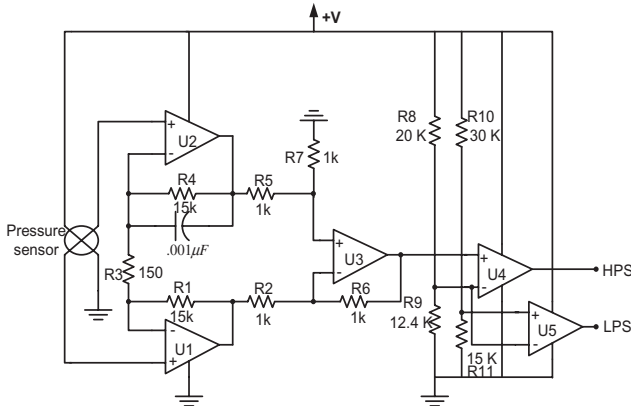 +V
R8
20 K
R10
30 K
+
U2
-
R7
1k
R4
15k
R5
1k
Pressure
sensor
.001μF
+
U3
-
+
U4
-
HPS
R3
150
R1
15k
R2
1k
R6
1k
R9
12.4 K
-
U1
+
+
U5
-
LPS
15 K
R11